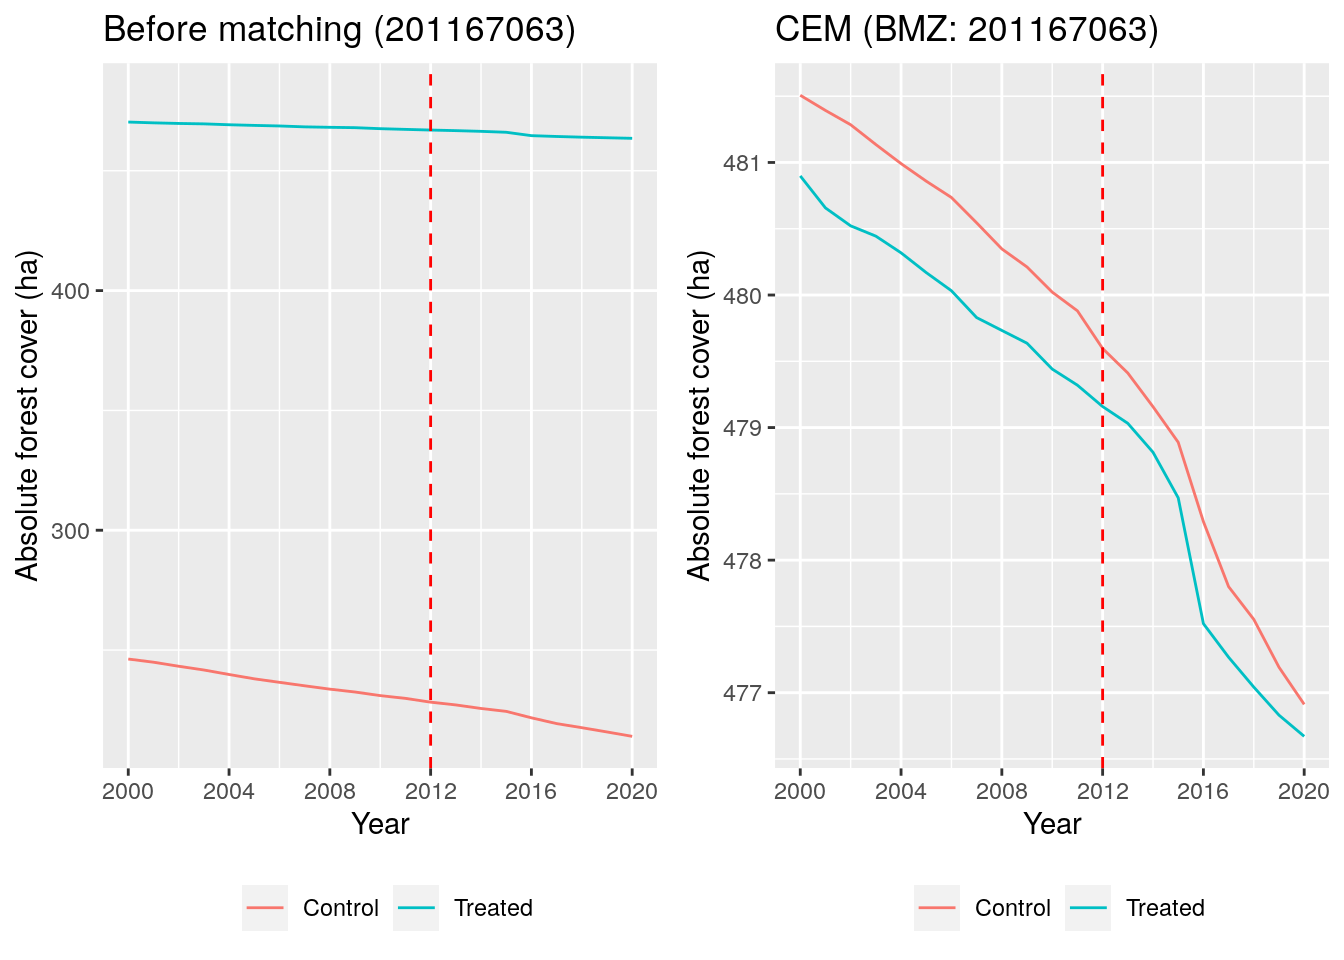 Before matching (201167063)
Absolute forest cover (ha)
400
300
2000 2004 2008 2012 2016 2020
Year
Control Treated
CEM (BMZ: 201167063)
Absolute forest cover (ha)
481
480
479
478
477
2000 2004 2008 2012 2016 2020
Year
Control Treated